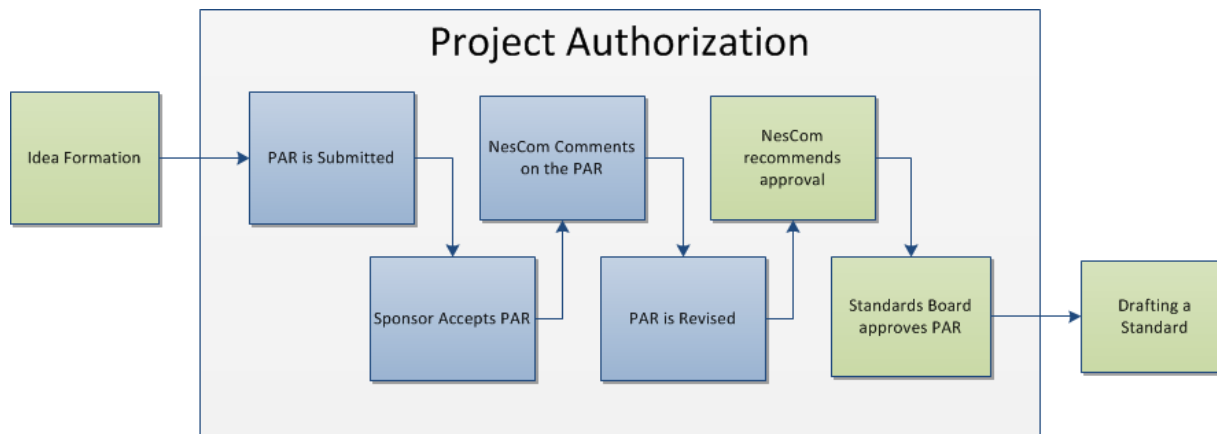 Project Authorization
Idea Formation
PAR is Submitted
Sponsor Accepts PAR
NesCom Comments
on the PAR
PAR is Revised
NesCom
recommends
approval
Standards Board
approves PAR
Drafting a
Standard